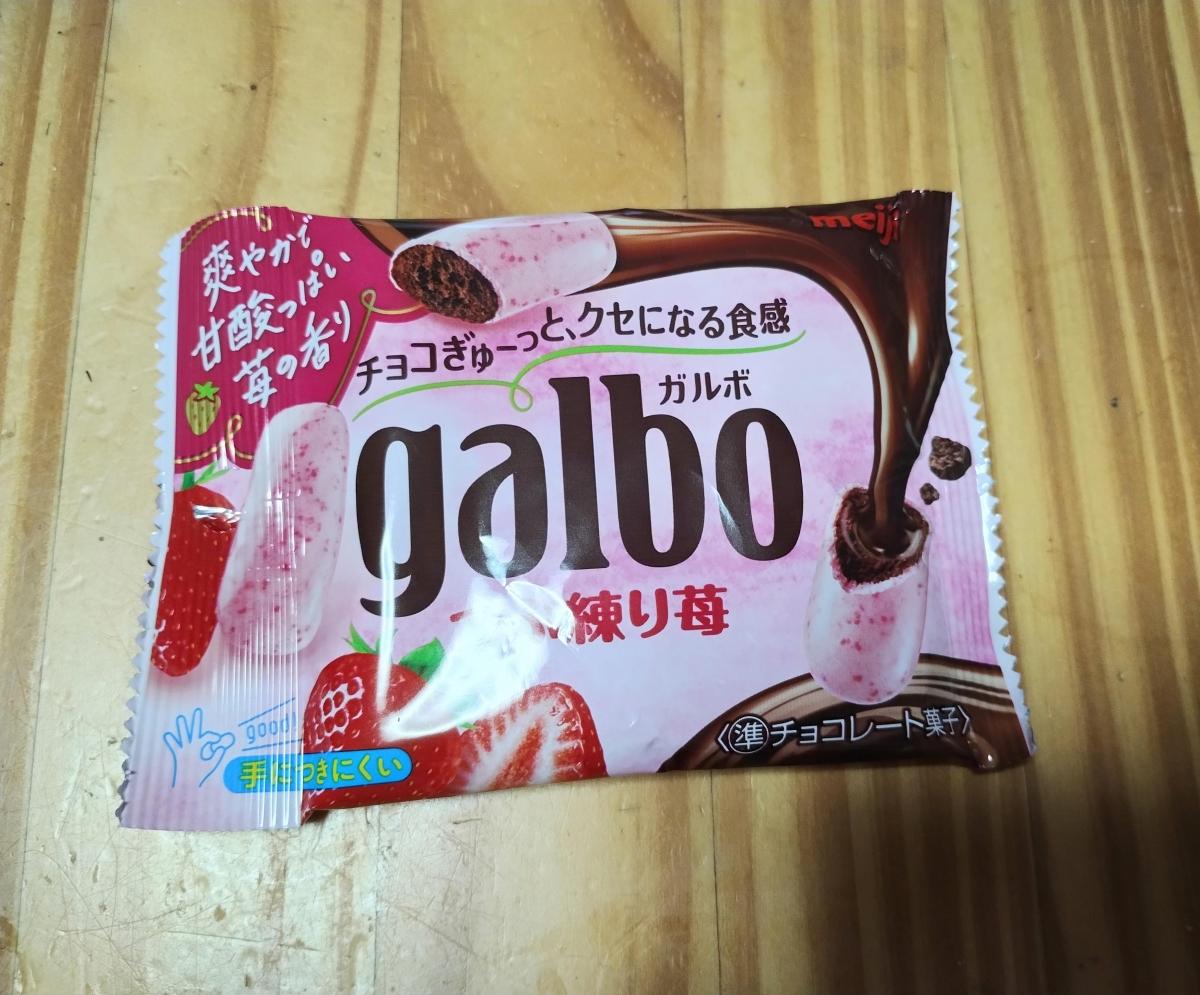 爽やかで
甘酸っぱい
苺の香り
meiji
チョコぎゅーっと、クセになる食感
ガルボ
galbo
練り苺
good!
手につきにくい
〈準チョコレート菓子〉